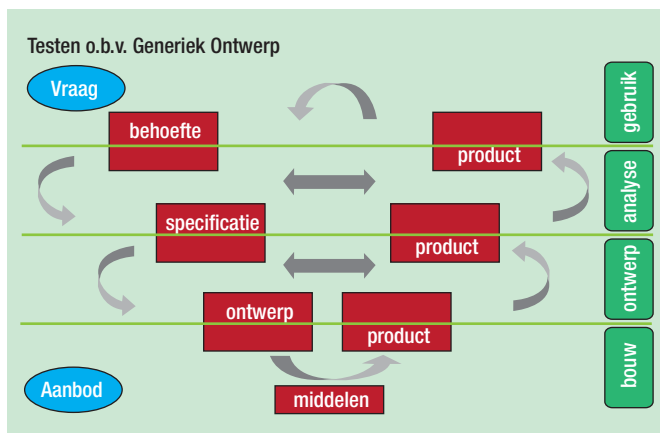 Testen o.b.v. Generiek Ontwerp
Vraag
behoefte
product
gebruik
specificatie
product
analyse
ontwerp
product
ontwerp
Aanbod
middelen
bouw